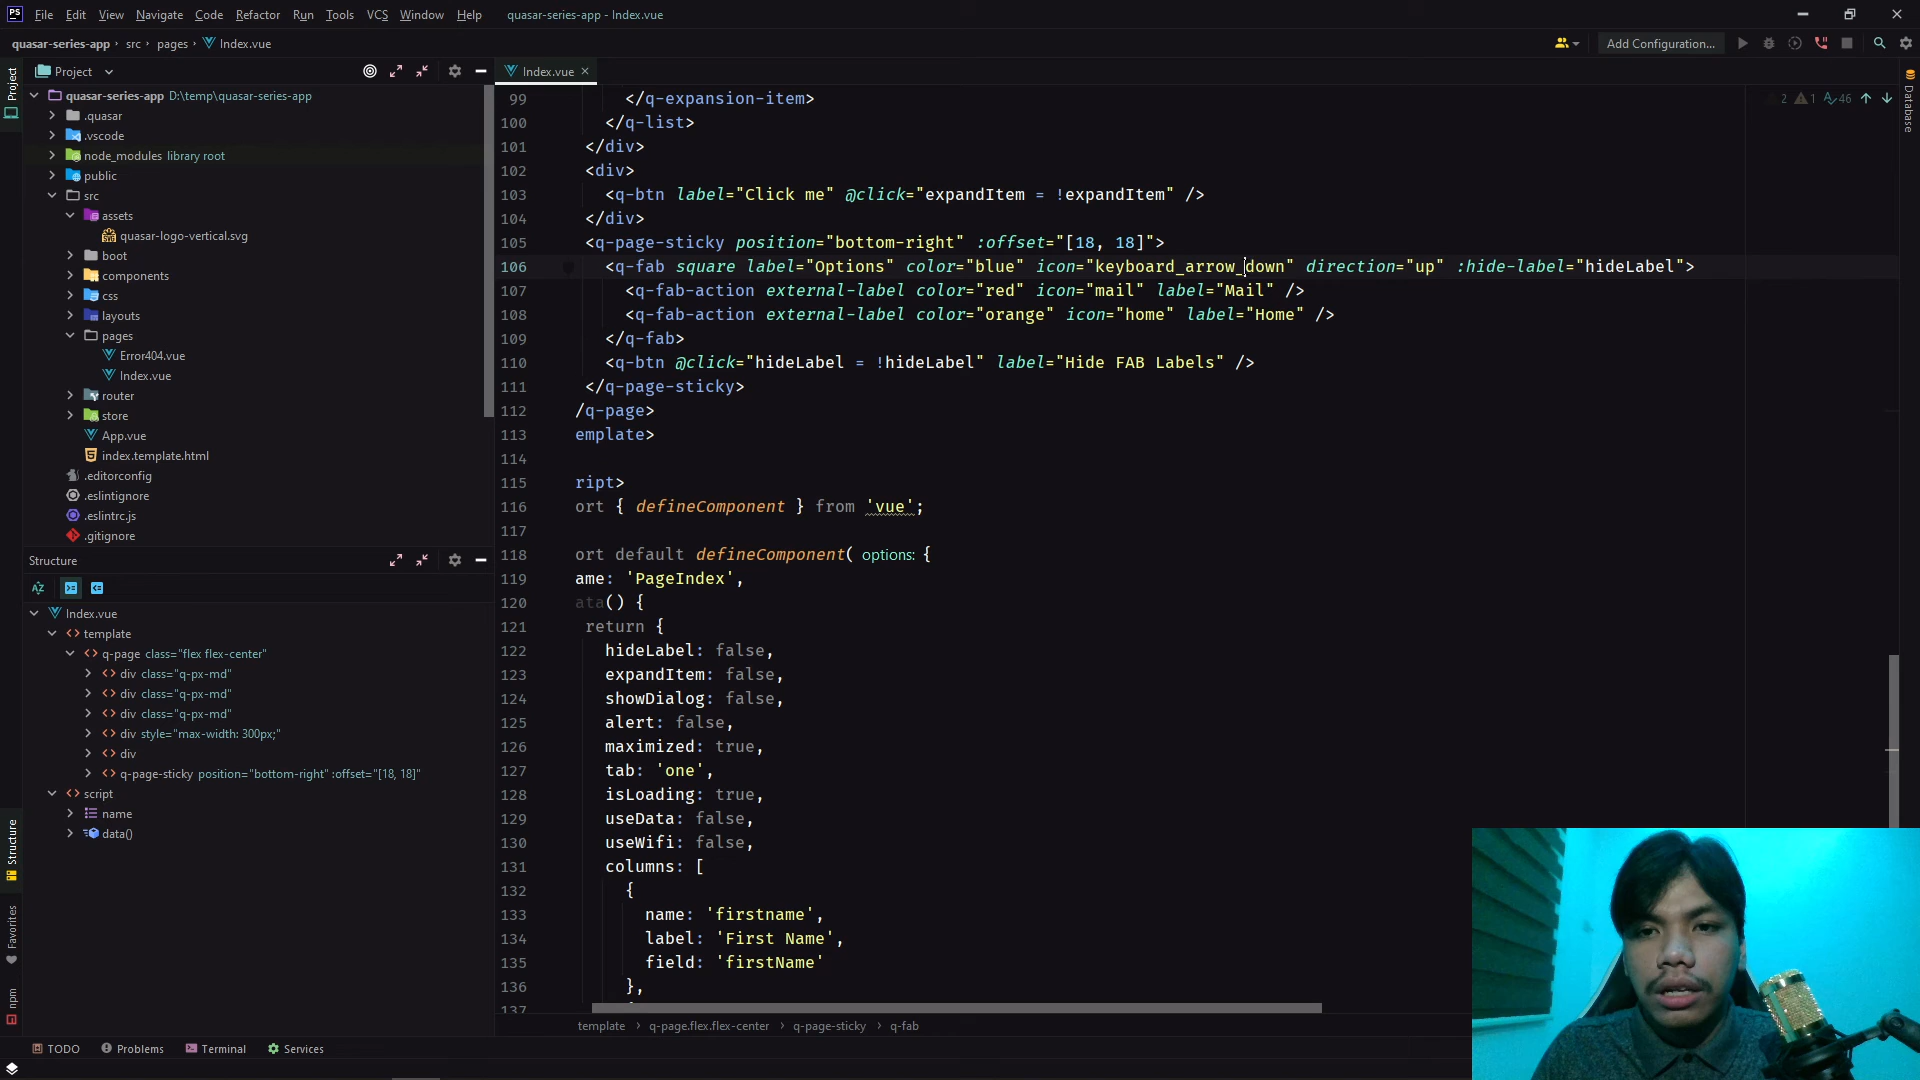 PS File Edit View Navigate Code Refactor Run Tools VCS Window Help quasar-series-app - Index.vue
quasar-series-app › src › pages › Index.vue
Add Configuration...
Project
Project
quasar-series-app D:\temp\quasar-series-app
.quasar
.vscode
node_modules library root
public
src
assets
quasar-logo-vertical.svg
boot
components
css
layouts
pages
Error404.vue
Index.vue
router
store
App.vue
index.template.html
.editorconfig
.eslintignore
.eslintrc.js
.gitignore
Structure
Index.vue
template
q-page class="flex flex-center"
div class="q-px-md"
div class="q-px-md"
div class="q-px-md"
div style="max-width: 300px;"
div
q-page-sticky position="bottom-right" :offset="[18, 18]"
script
name
data()
Structure
Favorites
npm
Index.vue
2 1 46
Database
99 </q-expansion-item>
100 </q-list>
101 </div>
102 <div>
103 <q-btn label="Click me" @click="expandItem = !expandItem" />
104 </div>
105 <q-page-sticky position="bottom-right" :offset="[18, 18]">
106 <q-fab square label="Options" color="blue" icon="keyboard_arrow_down" direction="up" :hide-label="hideLabel">
107 <q-fab-action external-label color="red" icon="mail" label="Mail" />
108 <q-fab-action external-label color="orange" icon="home" label="Home" />
109 </q-fab>
110 <q-btn @click="hideLabel = !hideLabel" label="Hide FAB Labels" />
111 </q-page-sticky>
112 /q-page>
113 emplate>
114
115 ript>
116 ort { defineComponent } from 'vue';
117
118 ort default defineComponent( options: {
119 ame: 'PageIndex',
120 ata() {
121 return {
122 hideLabel: false,
123 expandItem: false,
124 showDialog: false,
125 alert: false,
126 maximized: true,
127 tab: 'one',
128 isLoading: true,
129 useData: false,
130 useWifi: false,
131 columns: [
132 {
133 name: 'firstname',
134 label: 'First Name',
135 field: 'firstName'
136 },
137
template › q-page.flex.flex-center › q-page-sticky › q-fab
TODO Problems Terminal Services